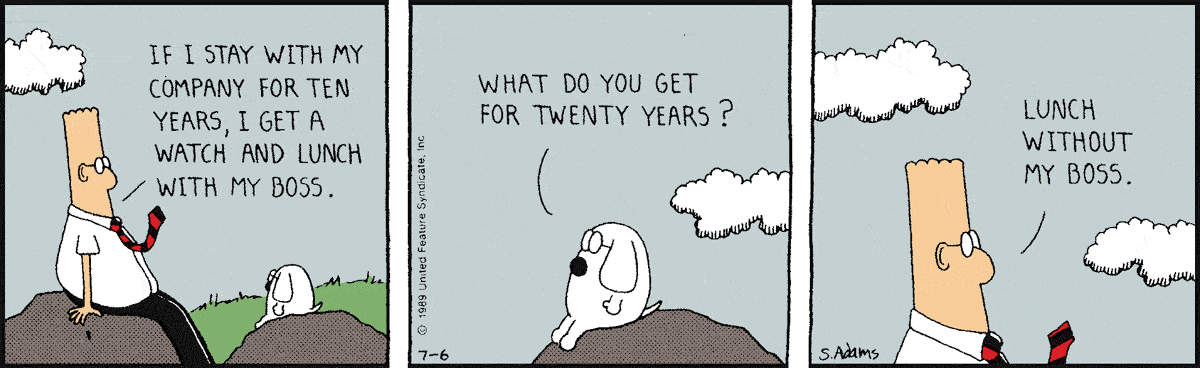 IF I STAY WITH MY
COMPANY FOR TEN
YEARS, I GET A
WATCH AND LUNCH
WITH MY BOSS.
WHAT DO YOU GET
FOR TWENTY YEARS?
© 1989 United Feature Syndicate, Inc
7-6
LUNCH
WITHOUT
MY BOSS.
S.Adams